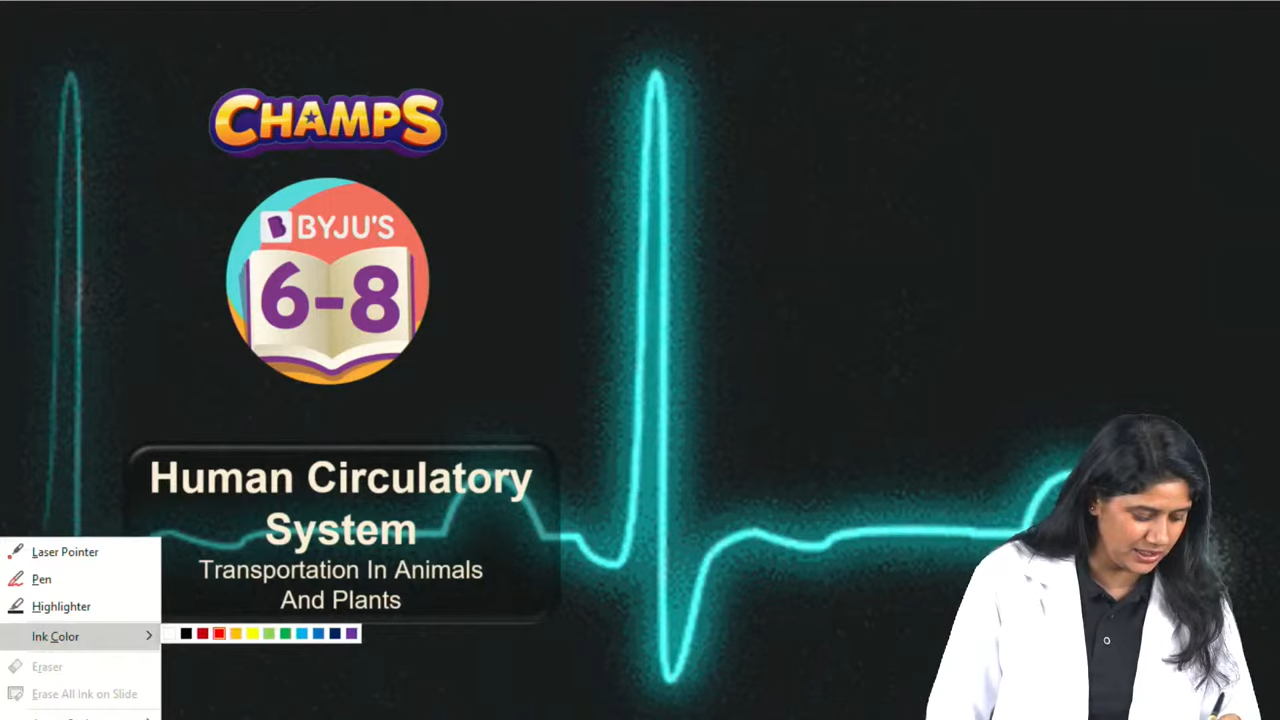 CHAMPS
BYJU'S
6-8
Human Circulatory
System
Transportation In Animals
And Plants
Laser Pointer
Pen
Highlighter
Ink Color
Eraser
Erase All Ink on Slide